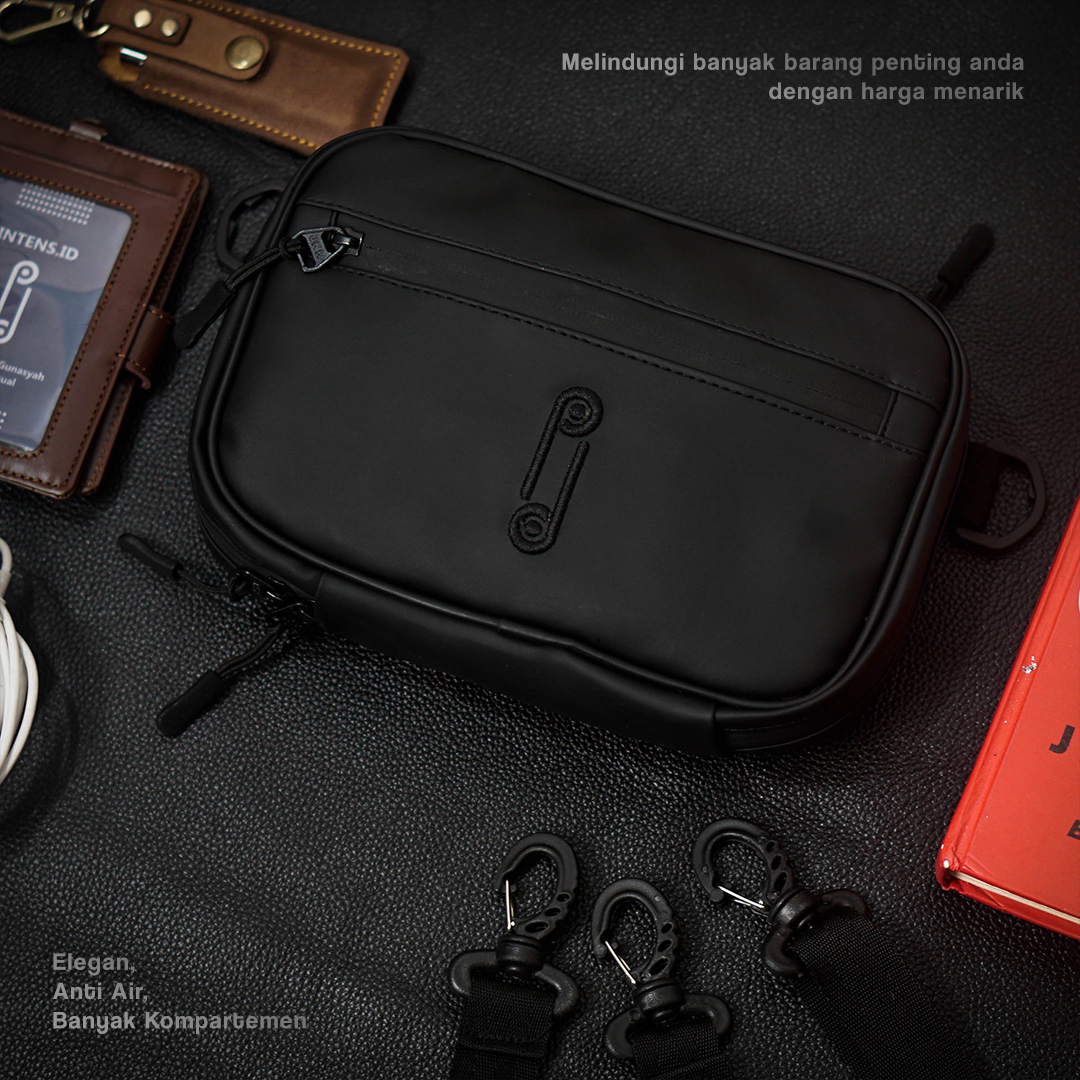 Melindungi banyak barang penting anda
dengan harga menarik
INTENS.ID
Gunasyah
Elegan,
Anti Air,
Banyak Kompartemen